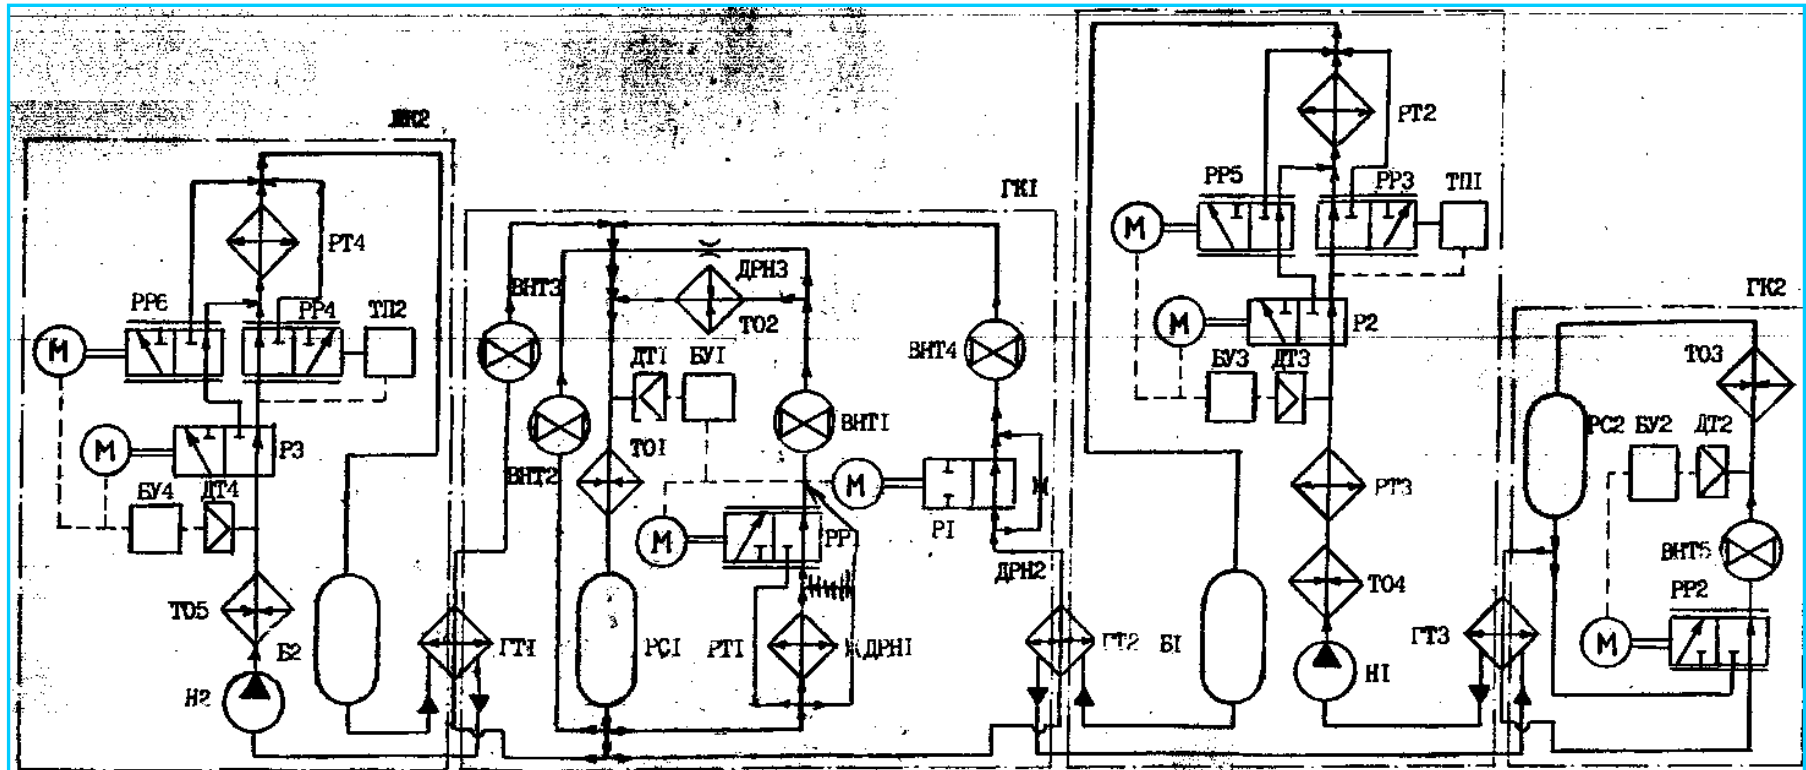 ГК1
РТ2
РР5
РР3
ТП1
М
Р2
М
БУ3
ДТ3
РТ3
ТО4
Н1
Б1
ГТ2
ГК2
ТО3
РС2
БУ2
ДТ2
ВНТ5
РР2
М
ГТ3
РТ4
РР6
РР4
ТП2
М
М
Р3
БУ4
ДТ4
ТО5
Б2
Н2
ГТ1
ВНТ3
ДРН3
ТО2
ВНТ4
ДТ1
БУ1
ВНТ1
ТО1
ВНТ2
М
Р1
М
РР
ДРН2
РС1
РТ1
ДРН1